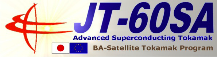 JT-60SA
Advanced Superconducting Tokamak
BA-Satellite Tokamak Program